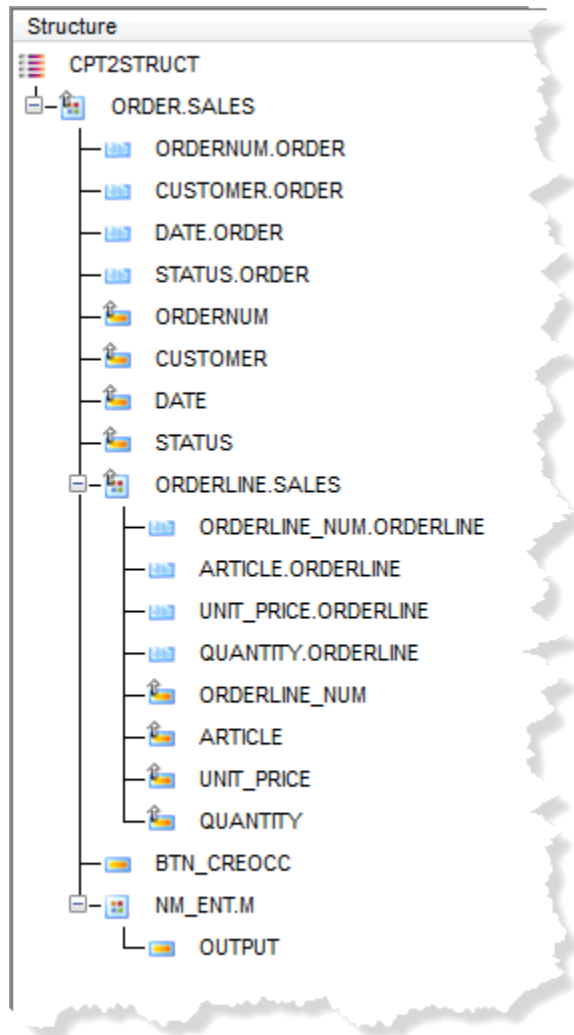 Structure
CPT2STRUCT
ORDER.SALES
ORDERNUM.ORDER
CUSTOMER.ORDER
DATE.ORDER
STATUS.ORDER
ORDERNUM
CUSTOMER
DATE
STATUS
ORDERLINE.SALES
ORDERLINE_NUM.ORDERLINE
ARTICLE.ORDERLINE
UNIT_PRICE.ORDERLINE
QUANTITY.ORDERLINE
ORDERLINE_NUM
ARTICLE
UNIT_PRICE
QUANTITY
BTN_CREOCC
NM_ENT.M
OUTPUT